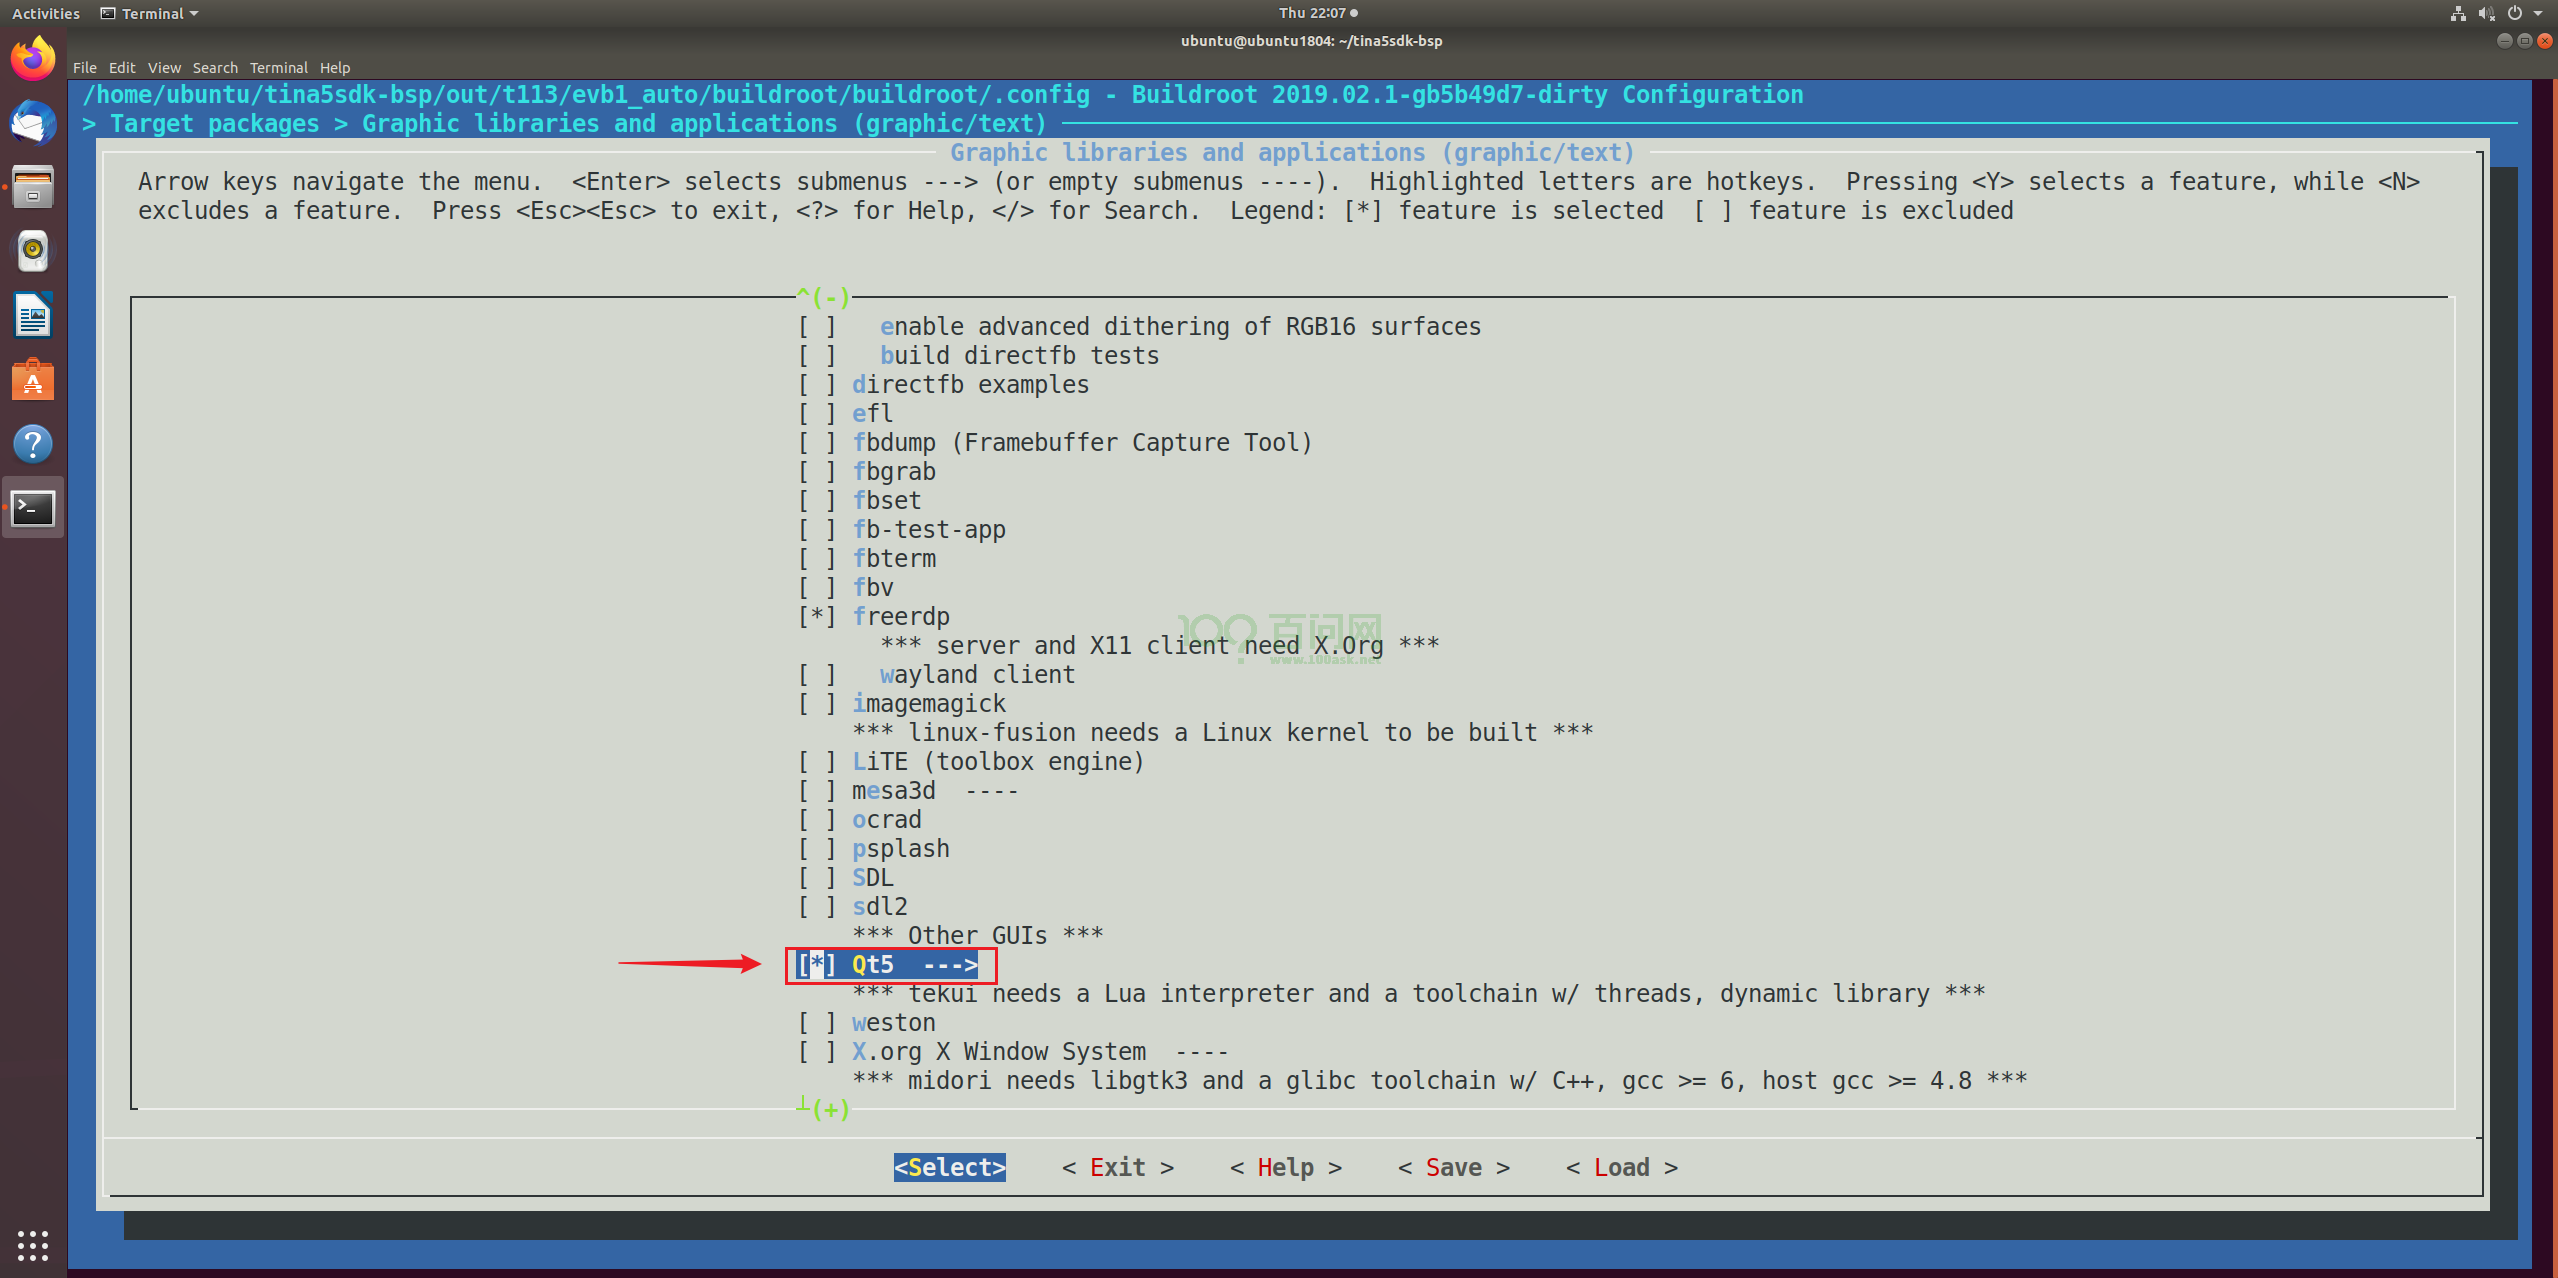 Activities Terminal Thu 22:07
ubuntu@ubuntu1804: ~/tina5sdk-bsp
File Edit View Search Terminal Help
/home/ubuntu/tina5sdk-bsp/out/t113/evb1_auto/buildroot/buildroot/.config - Buildroot 2019.02.1-gb5b49d7-dirty Configuration
> Target packages > Graphic libraries and applications (graphic/text)
Graphic libraries and applications (graphic/text)
Arrow keys navigate the menu.  <Enter> selects submenus ---> (or empty submenus ----).  Highlighted letters are hotkeys.  Pressing <Y> selects a feature, while <N>
excludes a feature.  Press <Esc><Esc> to exit, <?> for Help, </> for Search.  Legend: [*] feature is selected  [ ] feature is excluded
^(-)
[ ]   enable advanced dithering of RGB16 surfaces
[ ]   build directfb tests
[ ] directfb examples
[ ] efl
[ ] fbdump (Framebuffer Capture Tool)
[ ] fbgrab
[ ] fbset
[ ] fb-test-app
[ ] fbterm
[ ] fbv
[*] freerdp
*** server and X11 client need X.Org ***
[ ]   wayland client
[ ] imagemagick
*** linux-fusion needs a Linux kernel to be built ***
[ ] LiTE (toolbox engine)
[ ] mesa3d  ----
[ ] ocrad
[ ] psplash
[ ] SDL
[ ] sdl2
*** Other GUIs ***
[*] Qt5  --->
*** tekui needs a Lua interpreter and a toolchain w/ threads, dynamic library ***
[ ] weston
[ ] X.org X Window System  ----
*** midori needs libgtk3 and a glibc toolchain w/ C++, gcc >= 6, host gcc >= 4.8 ***
┴(+)
<Select>    < Exit >    < Help >    < Save >    < Load >
100? 百问网
www.100ask.net